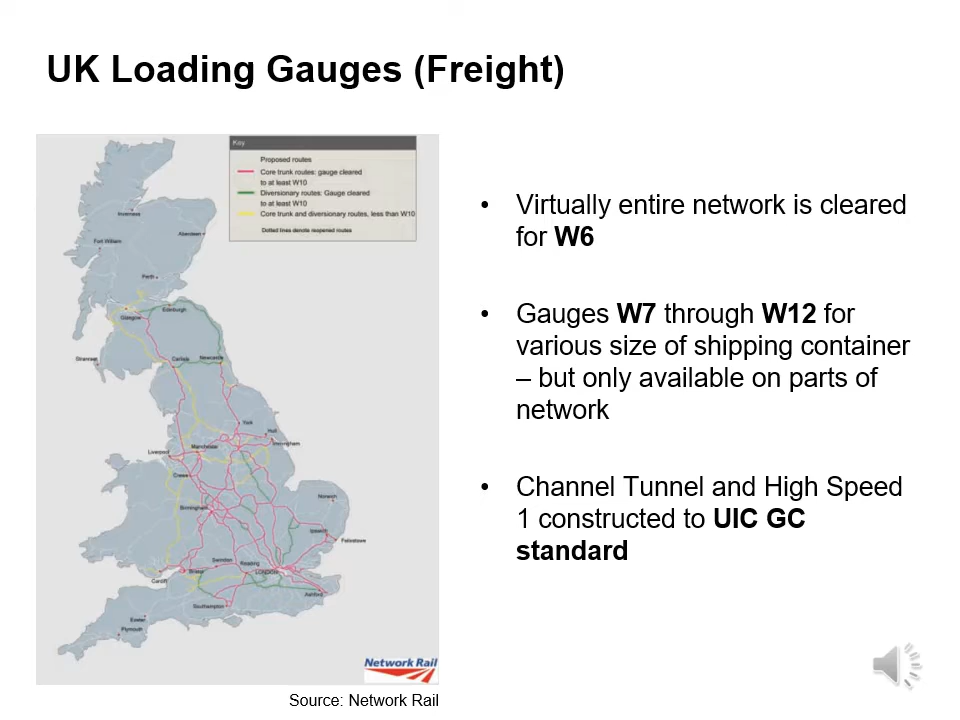 UK Loading Gauges (Freight)
Key
Proposed routes
Core trunk routes: gauge cleared
to at least W10
Diversionary routes: Gauge cleared
to at least W10
Core trunk and diversionary routes, less than W10
Dotted lines denote reopened routes
Inverness
Aberdeen
Fort William
Perth
Glasgow
Edinburgh
Stranraer
Carlisle
Newcastle
York
Hull
Immingham
Liverpool
Manchester
Crewe
Birmingham
Norwich
Ipswich
Felixstowe
Swindon
Reading
Cardiff
Bristol
LONDON
Ashford
Southampton
Exeter
Plymouth
Network Rail
Source: Network Rail
• Virtually entire network is cleared
for W6
• Gauges W7 through W12 for
various size of shipping container
– but only available on parts of
network
• Channel Tunnel and High Speed
1 constructed to UIC GC
standard